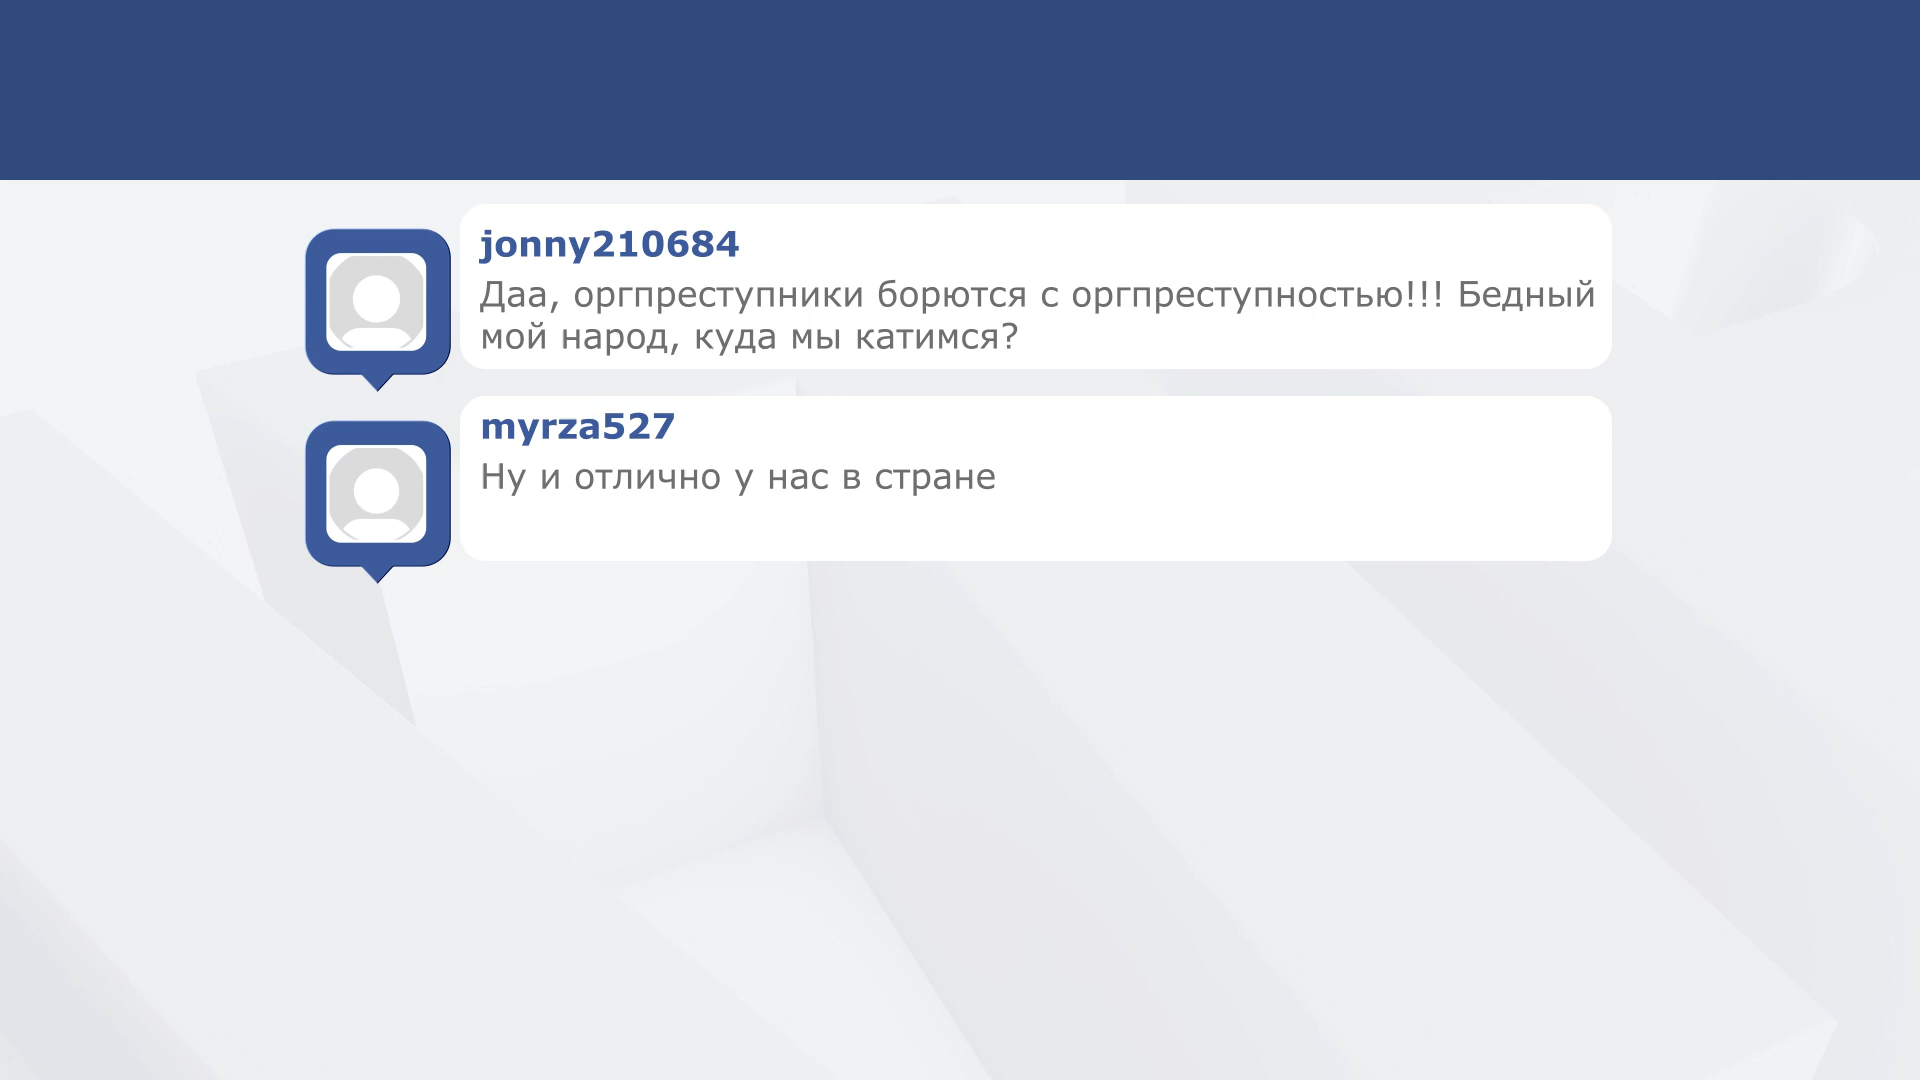 jonny210684
Даа, оргпреступники борются с оргпреступностью!!! Бедный
мой народ, куда мы катимся?
myrza527
Ну и отлично у нас в стране